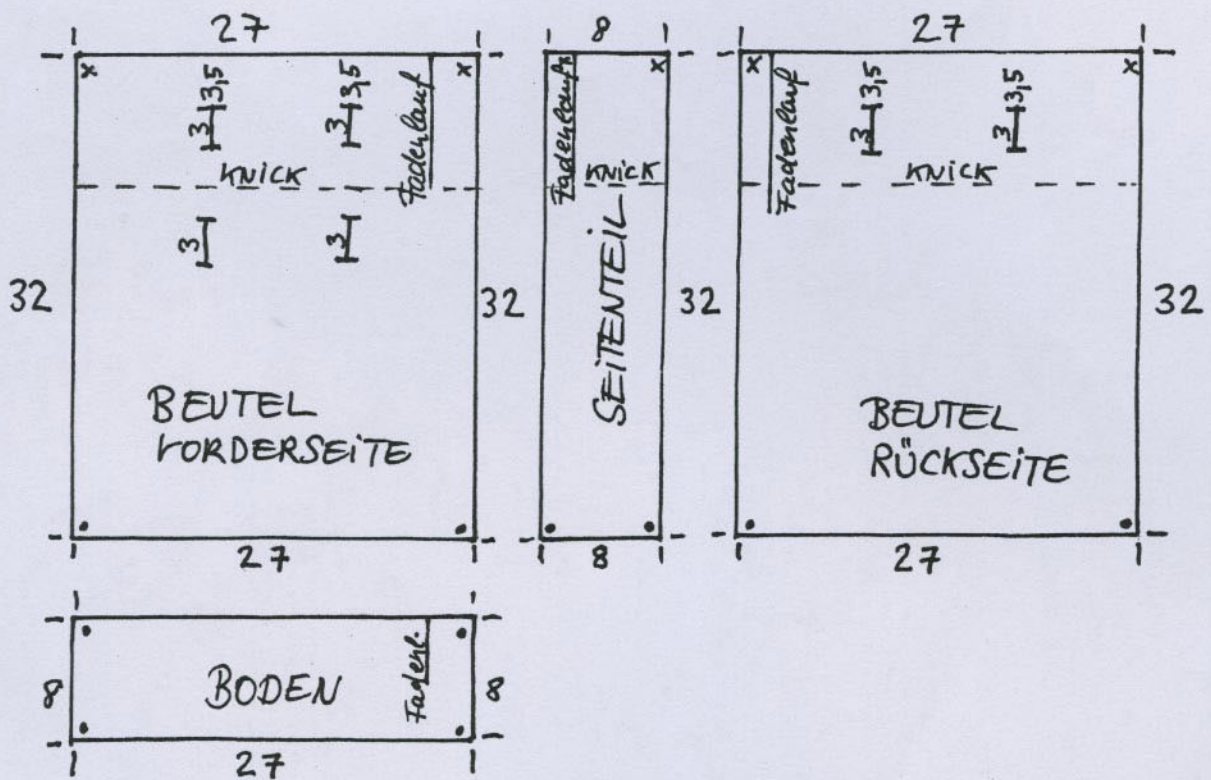 27
x
3
3,5
3
3,5
Fadenlauf
x
KNICK
3
3
32
32
BEUTEL
VORDERSEITE
27
8
Fadenlauf
x
x
KNICK
SEITENTEIL
32
8
27
x
Fadenlauf
3
3,5
3
3,5
x
KNICK
32
BEUTEL
RÜCKSEITE
27
8
BODEN
Fadenl.
8
27